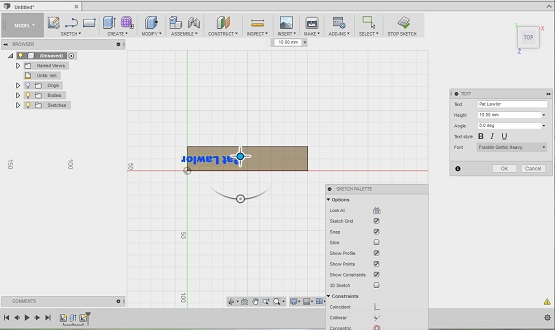 Untitled*
MODEL
SKETCH
CREATE
MODIFY
ASSEMBLE
CONSTRUCT
INSPECT
INSERT
MAKE
ADD-INS
SELECT
STOP SKETCH
BROWSER
10.00 mm
(Unsaved)
Named Views
Units: mm
Origin
Bodies
Sketches
TOP
X
Z
150
100
50
50
100
Pat Lawlor
TEXT
Text Pat Lawlor
Height 10.00 mm
Angle 0.0 deg
Text style B I U
Font Franklin Gothic Heavy
OK Cancel
SKETCH PALETTE
Options
Look At
Sketch Grid
Snap
Slice
Show Profile
Show Points
Show Constraints
3D Sketch
Constraints
Coincident
Collinear
Concentric
COMMENTS